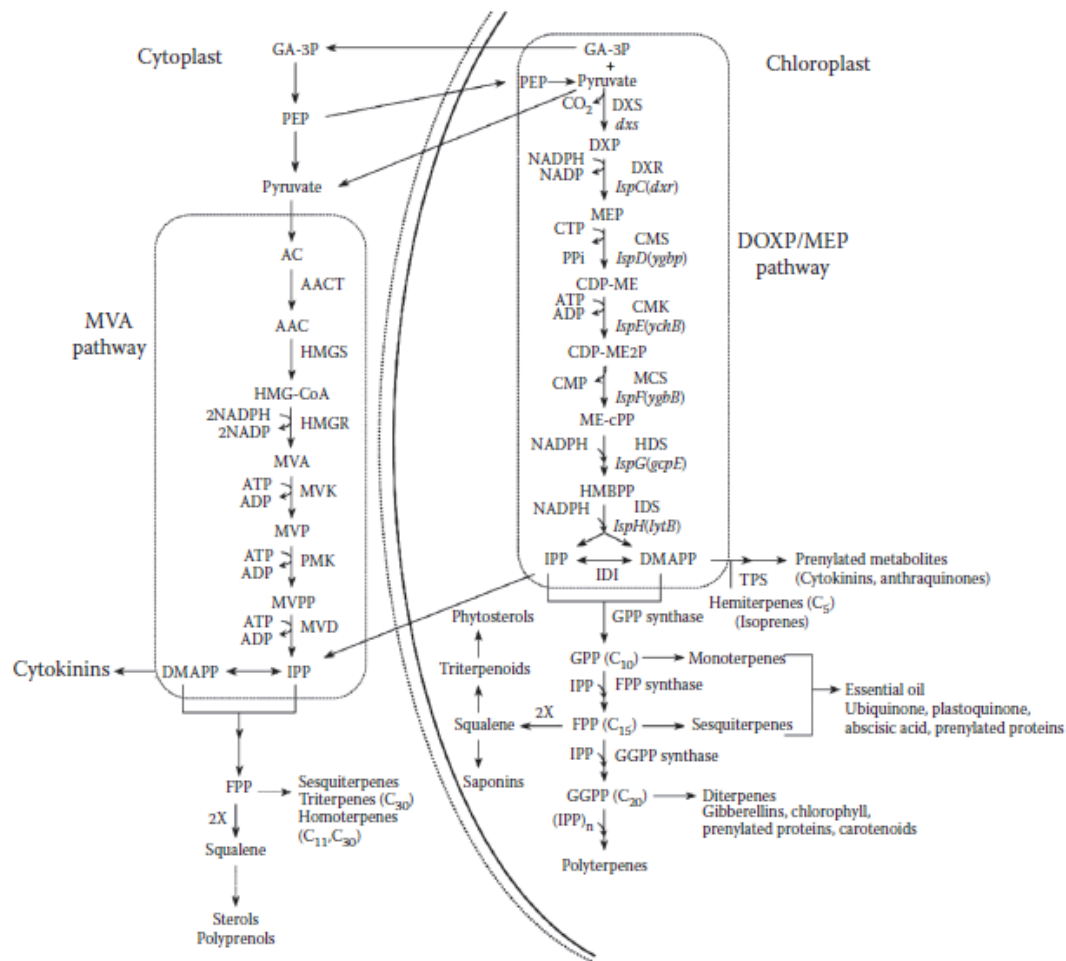 Cytoplast
GA-3P
PEP
Pyruvate
MVA
pathway
AC
AACT
AAC
HMGS
HMG-CoA
2NADPH
2NADP
HMGR
MVA
ATP
ADP
MVK
MVP
ATP
ADP
PMK
MVPP
ATP
ADP
MVD
Cytokinins
DMAPP
IPP
FPP
Sesquiterpenes
Triterpenes (C30)
Homoterpenes
(C11,C30)
2X
Squalene
Sterols
Polyprenols
Chloroplast
GA-3P
+
PEP
Pyruvate
CO2
DXS
dxs
DXP
NADPH
NADP
DXR
IspC(dxr)
MEP
CTP
PPi
CMS
IspD(ygbp)
DOXP/MEP
pathway
CDP-ME
ATP
ADP
CMK
IspE(ychB)
CDP-ME2P
CMP
MCS
IspF(ygbB)
ME-cPP
NADPH
HDS
IspG(gcpE)
HMBPP
NADPH
IDS
IspH(lytB)
IPP
DMAPP
IDI
TPS
Prenylated metabolites
(Cytokinins, anthraquinones)
Hemiterpenes (C5)
(Isoprenes)
GPP synthase
Phytosterols
Triterpenoids
Squalene
Saponins
2X
GPP (C10)
Monoterpenes
IPP
FPP synthase
FPP (C15)
Sesquiterpenes
Essential oil
Ubiquinone, plastoquinone,
abscisic acid, prenylated proteins
IPP
GGPP synthase
GGPP (C20)
Diterpenes
Gibberellins, chlorophyll,
prenylated proteins, carotenoids
(IPP)n
Polyterpenes